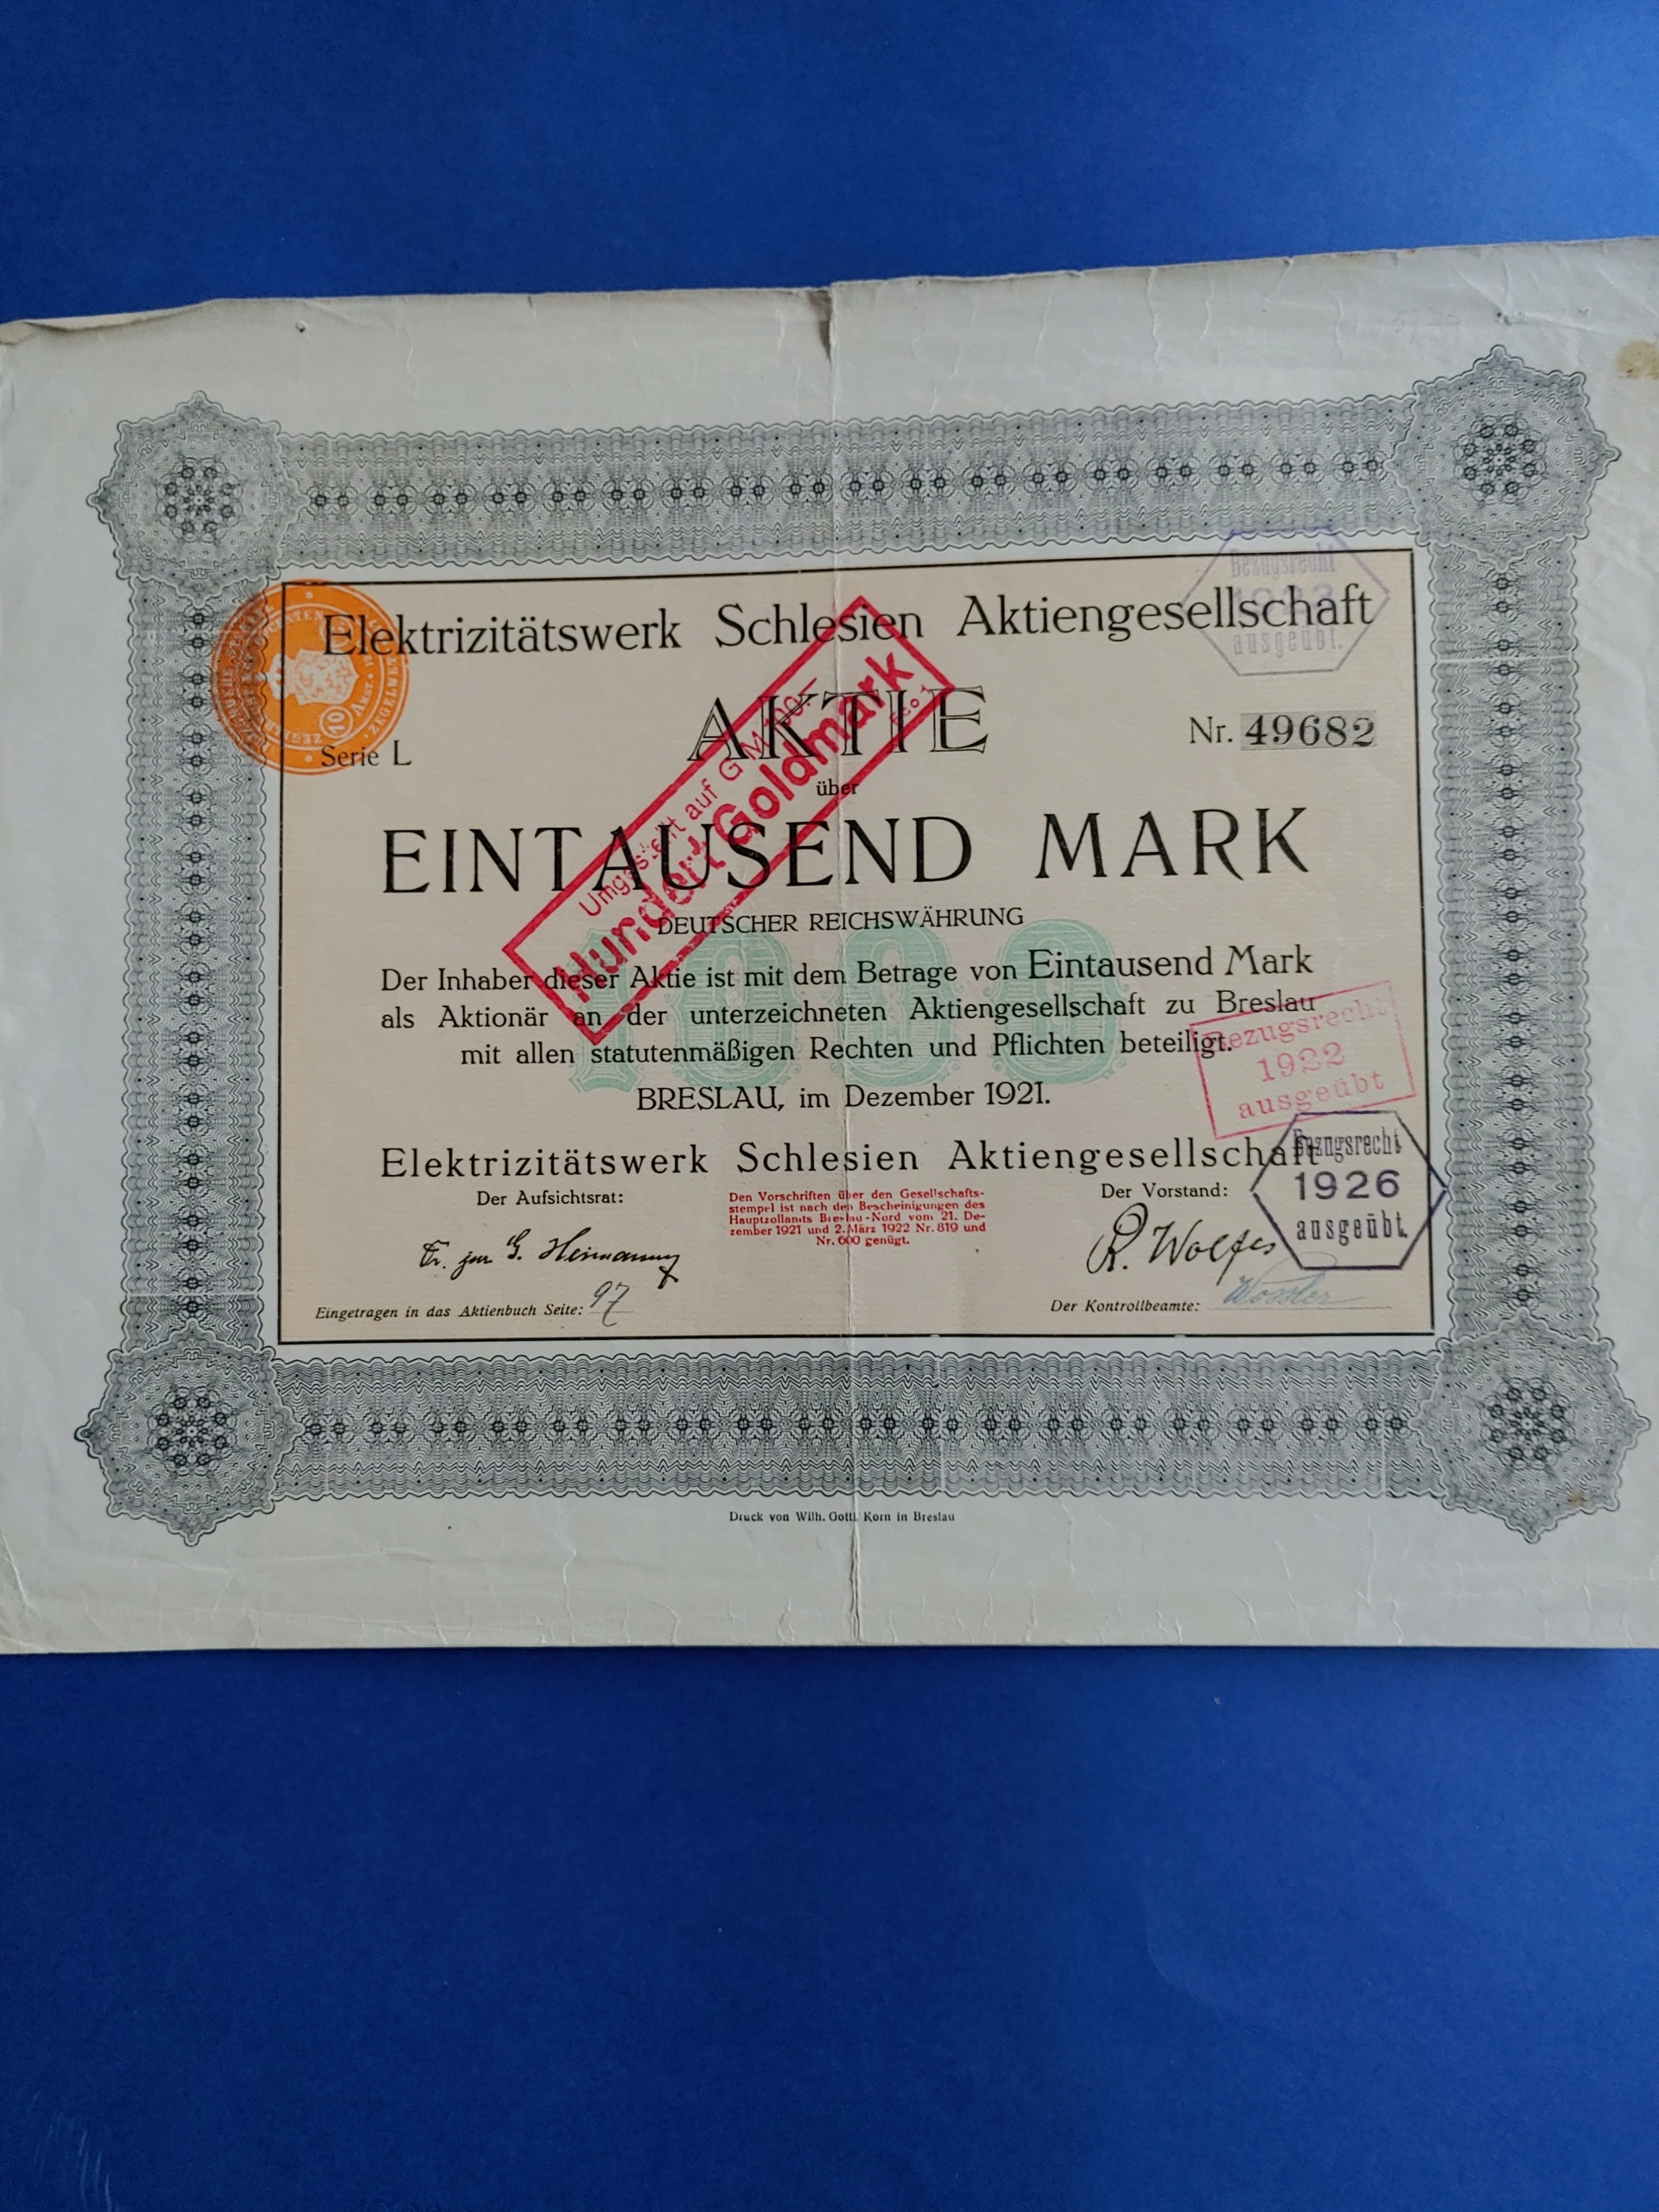 Bezugsrecht
ausgeübt.
Elektrizitätswerk Schlesien Aktiengesellschaft
Serie L
AKTIE
Nr. 49682
über
EINTAUSEND MARK
Umgestellt auf GM 100.–
Hundert Goldmark
DEUTSCHER REICHSWÄHRUNG
1000
Der Inhaber dieser Aktie ist mit dem Betrage von Eintausend Mark
als Aktionär an der unterzeichneten Aktiengesellschaft zu Breslau
mit allen statutenmäßigen Rechten und Pflichten beteiligt.
Bezugsrecht
1922
ausgeübt
BRESLAU, im Dezember 1921.
Elektrizitätswerk Schlesien Aktiengesellschaft
Bezugsrecht
1926
ausgeübt.
Der Aufsichtsrat:
Den Vorschriften über den Gesellschafts-
stempel ist nach den Bescheinigungen des
Hauptzollamts Breslau-Nord vom 21. De-
zember 1921 und 2. März 1922 Nr. 819 und
Nr. 600 genügt.
Der Vorstand:
Eingetragen in das Aktienbuch Seite: 97
Der Kontrollbeamte:
Druck von Wilh. Gottl. Korn in Breslau